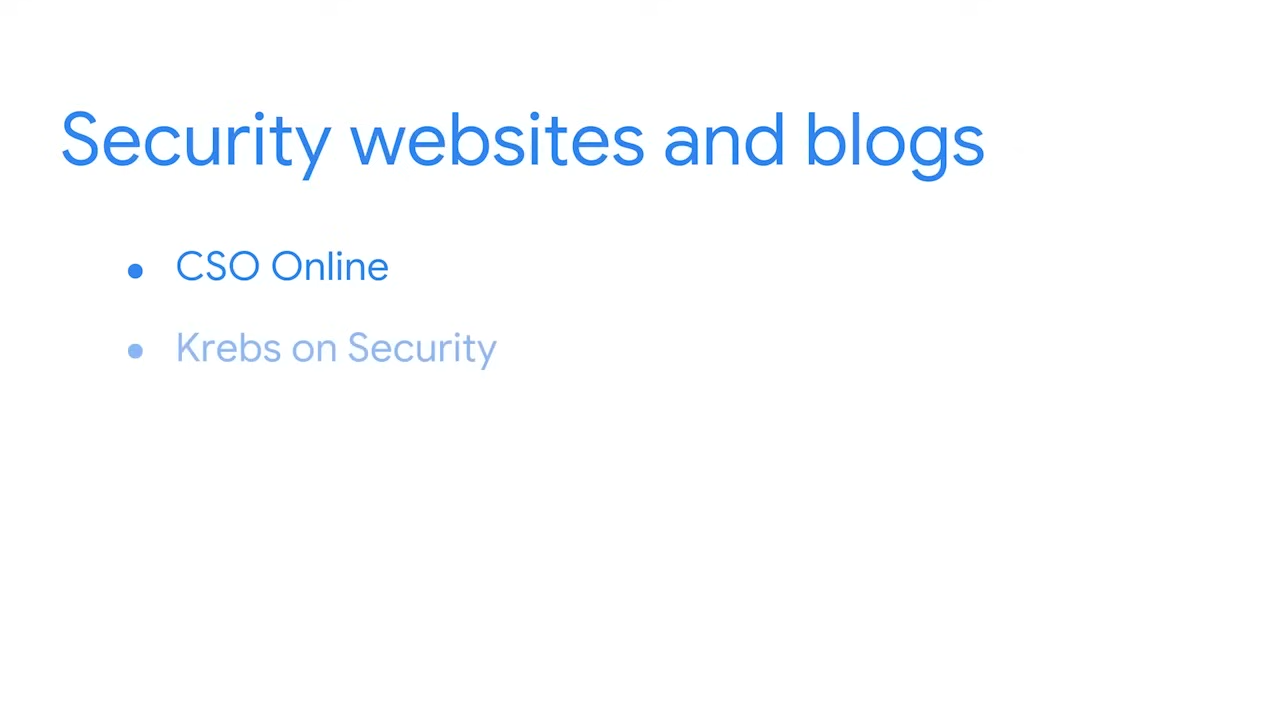 Security websites and blogs
• CSO Online
• Krebs on Security